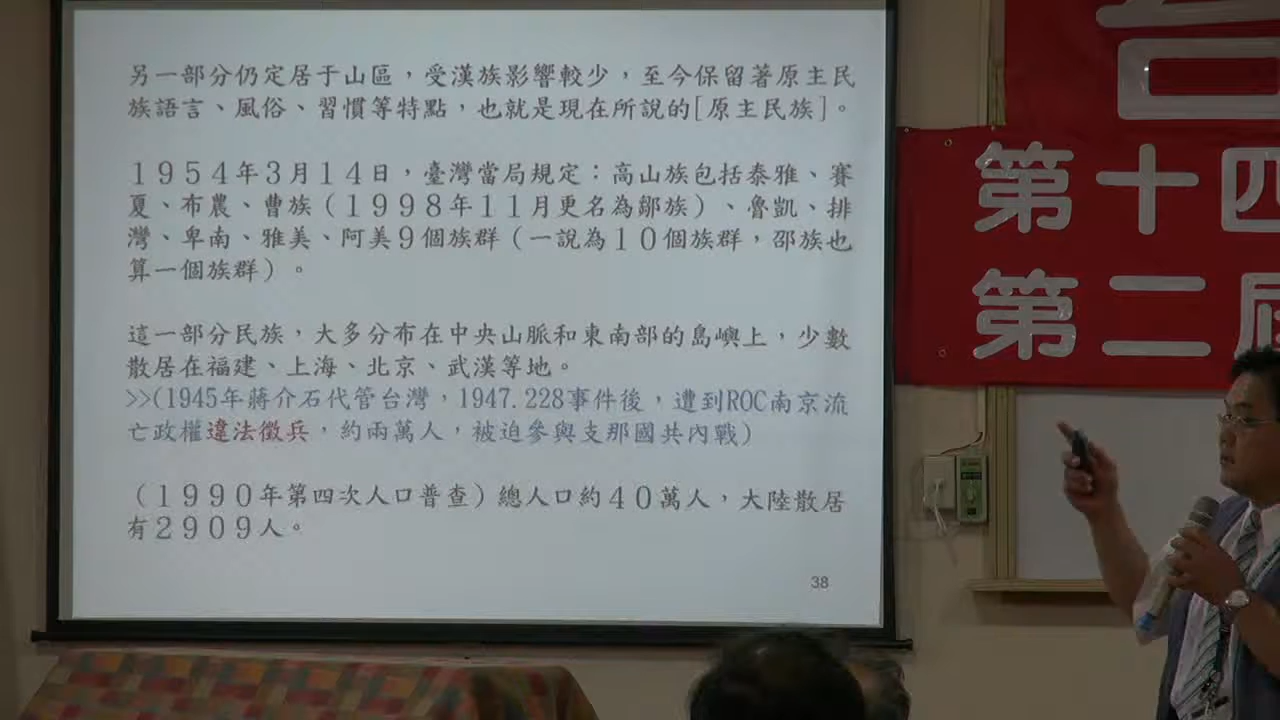 另一部分仍定居于山區，受漢族影響較少，至今保留著原主民
族語言、風俗、習慣等特點，也就是現在所說的[原主民族]。
１９５４年３月１４日，臺灣當局規定：高山族包括泰雅、賽
夏、布農、曹族（１９９８年１１月更名為鄒族）、魯凱、排
灣、卑南、雅美、阿美９個族群（一說為１０個族群，邵族也
算一個族群）。
這一部分民族，大多分布在中央山脈和東南部的島嶼上，少數
散居在福建、上海、北京、武漢等地。
>>(1945年蔣介石代管台灣，1947.228事件後，遭到ROC南京流
亡政權違法徵兵，約兩萬人，被迫參與支那國共內戰)
（１９９０年第四次人口普查）總人口約４０萬人，大陸散居
有２９０９人。
38
第十四
第二屆